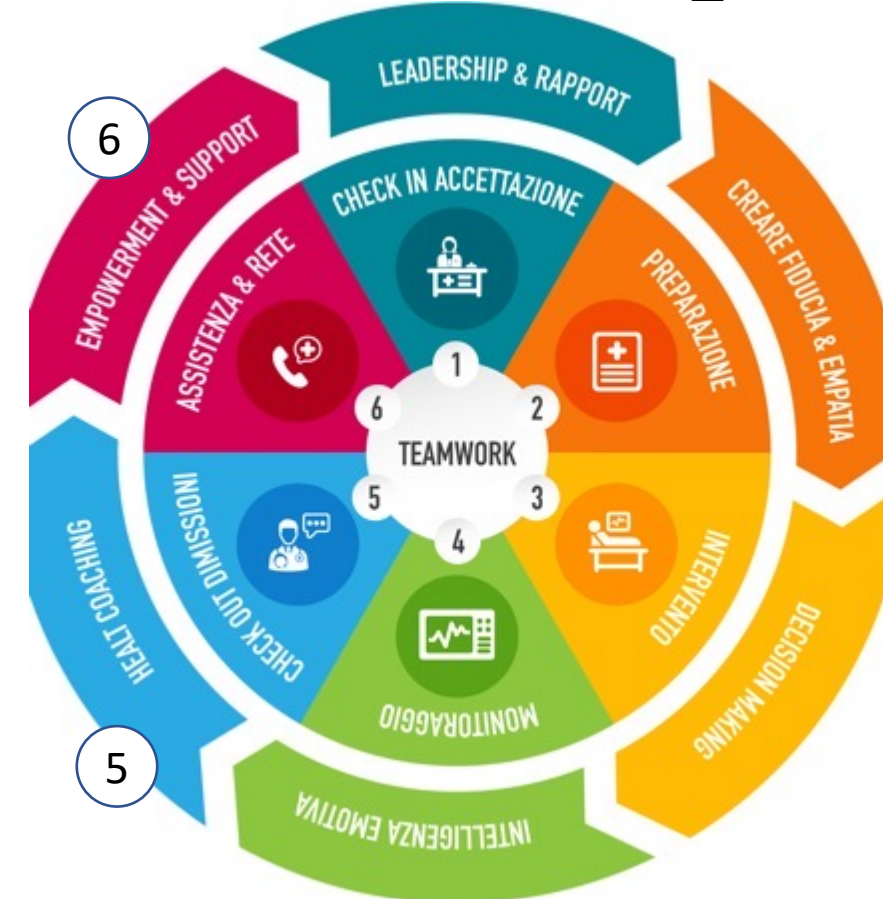 LEADERSHIP & RAPPORT
CREARE FIDUCIA & EMPATIA
DECISION MAKING
INTELLIGENZA EMOTIVA
HEALT COACHING
5
EMPOWERMENT & SUPPORT
6
CHECK IN ACCETTAZIONE
PREPARAZIONE
INTERVENTO
MONITORAGGIO
CHECK OUT DIMISSIONI
ASSISTENZA & RETE
1
2
3
4
5
6
TEAMWORK